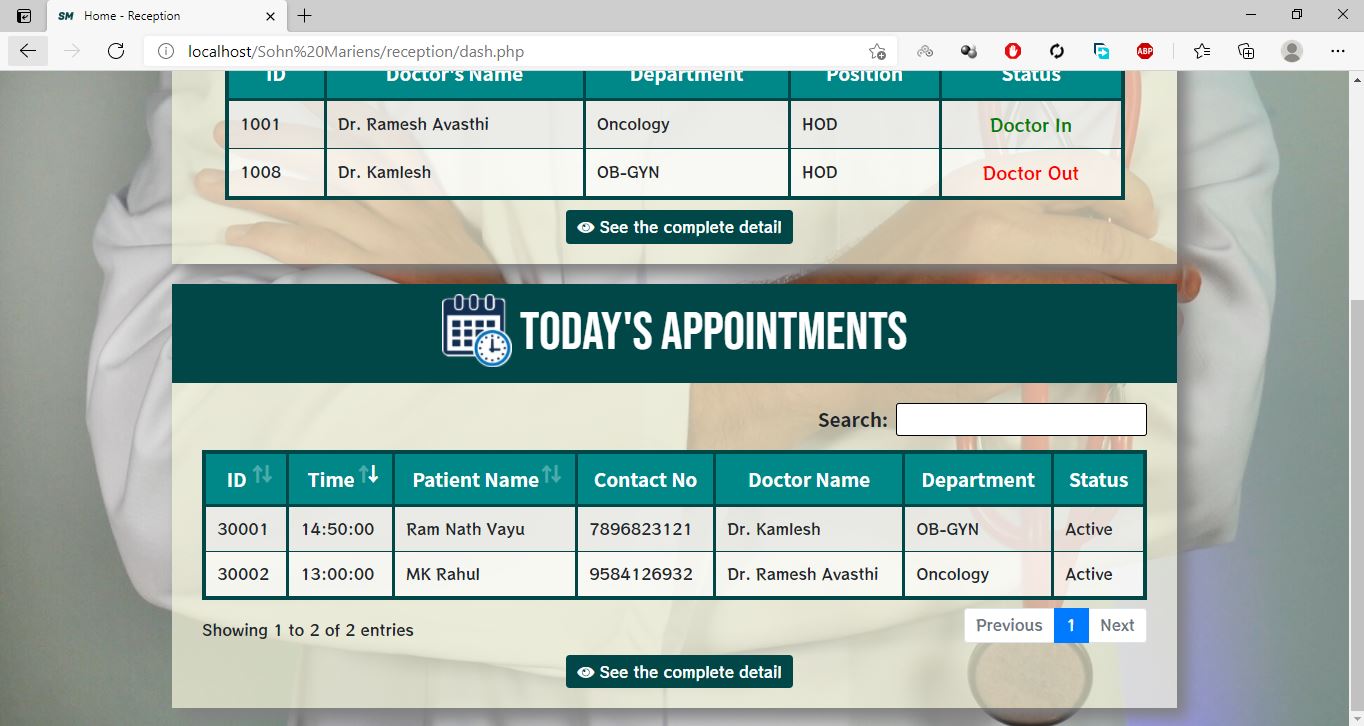 SM Home - Reception
localhost/Sohn%20Mariens/reception/dash.php
ABP
ID Doctor's Name Department Position Status
1001 Dr. Ramesh Avasthi Oncology HOD Doctor In
1008 Dr. Kamlesh OB-GYN HOD Doctor Out
See the complete detail
TODAY'S APPOINTMENTS
Search:
ID Time Patient Name Contact No Doctor Name Department Status
30001 14:50:00 Ram Nath Vayu 7896823121 Dr. Kamlesh OB-GYN Active
30002 13:00:00 MK Rahul 9584126932 Dr. Ramesh Avasthi Oncology Active
Showing 1 to 2 of 2 entries Previous 1 Next
See the complete detail